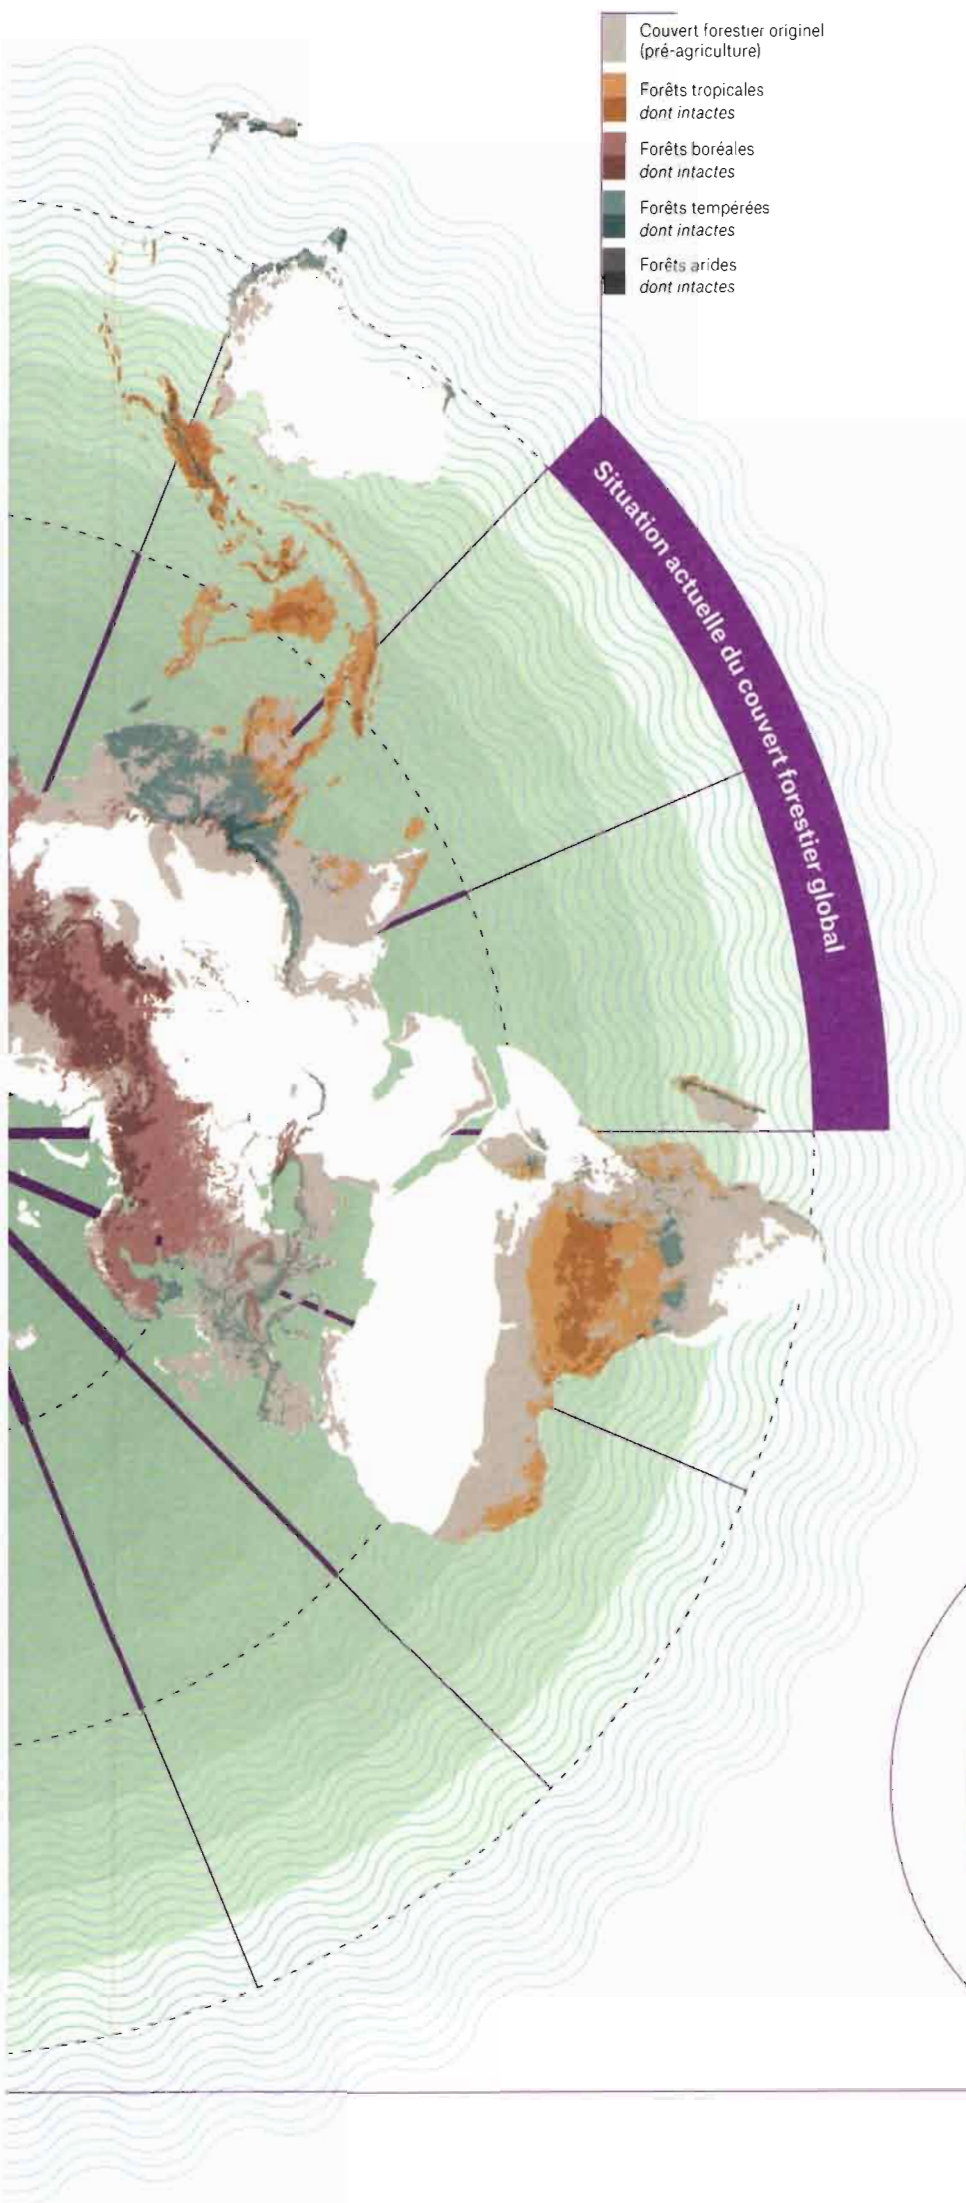 Couvert forestier originel
(pré-agriculture)
Forêts tropicales
dont intactes
Forêts boréales
dont intactes
Forêts tempérées
dont intactes
Forêts arides
dont intactes
Situation actuelle du couvert forestier global